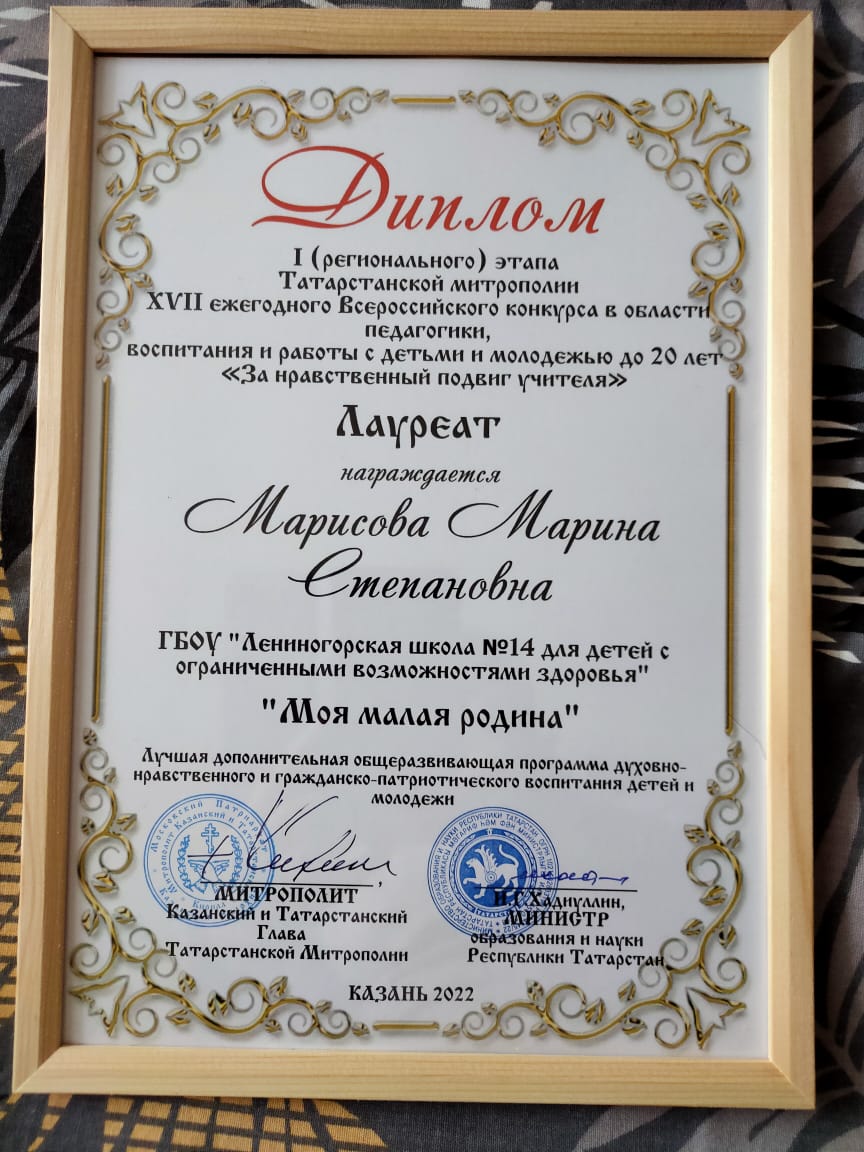 Диплом
I (регионального) этапа
Татарстанской митрополии
XVII ежегодного Всероссийского конкурса в области
педагогики,
воспитания и работы с детьми и молодежью до 20 лет
«За нравственный подвиг учителя»
Лауреат
награждается
Марисова Марина
Степановна
ГБОУ "Лениногорская школа №14 для детей с
ограниченными возможностями здоровья"
"Моя малая родина"
Лучшая дополнительная общеразвивающая программа духовно-
нравственного и гражданско-патриотического воспитания детей и
молодежи
МИТРОПОЛИТ
Казанский и Татарстанский
Глава
Татарстанской Митрополии
И.Г.Хадиуллин,
МИНИСТР
образования и науки
Республики Татарстан
КАЗАНЬ 2022